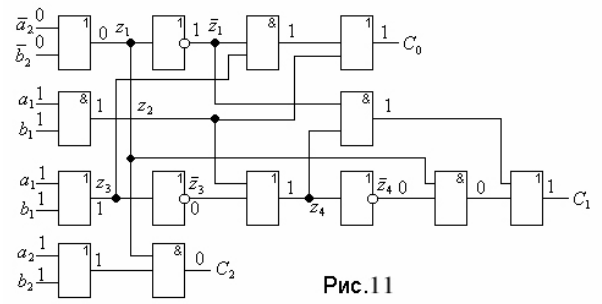 a̅₂ 0 1 0 z₁ 1 1 z̅₁ & 1 1 1 C₀
b̅₂ 0
a₁ 1 & 1 z₂ & 1
b₁ 1
a₁ 1 1 z₃ 1 z̅₃ 1 1 1 z̅₄ 0 & 0 1 1 C₁
b₁ 1 1 0 z₄
a₂ 1 1 1 & 0 C₂
b₂ 1
Рис.11